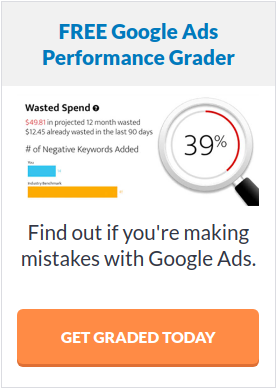 FREE Google Ads
Performance Grader
Wasted Spend ?
$49.81 in projected 12 month wasted
$12.45 already wasted in the last 90 days
# of Negative Keywords Added
You
Industry Benchmark
39%
Find out if you're making
mistakes with Google Ads.
GET GRADED TODAY